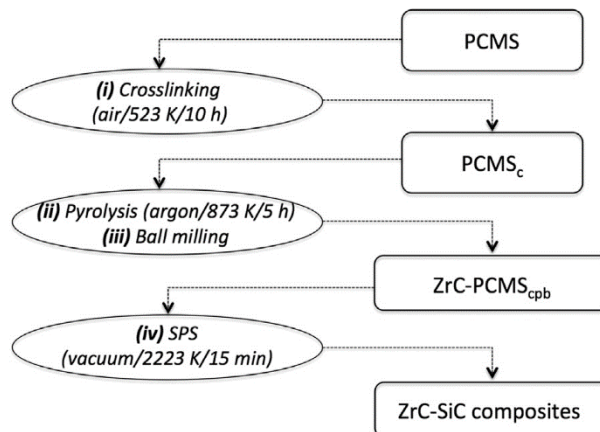 PCMS
(i) Crosslinking
(air/523 K/10 h)
PCMSc
(ii) Pyrolysis (argon/873 K/5 h)
(iii) Ball milling
ZrC-PCMScpb
(iv) SPS
(vacuum/2223 K/15 min)
ZrC-SiC composites